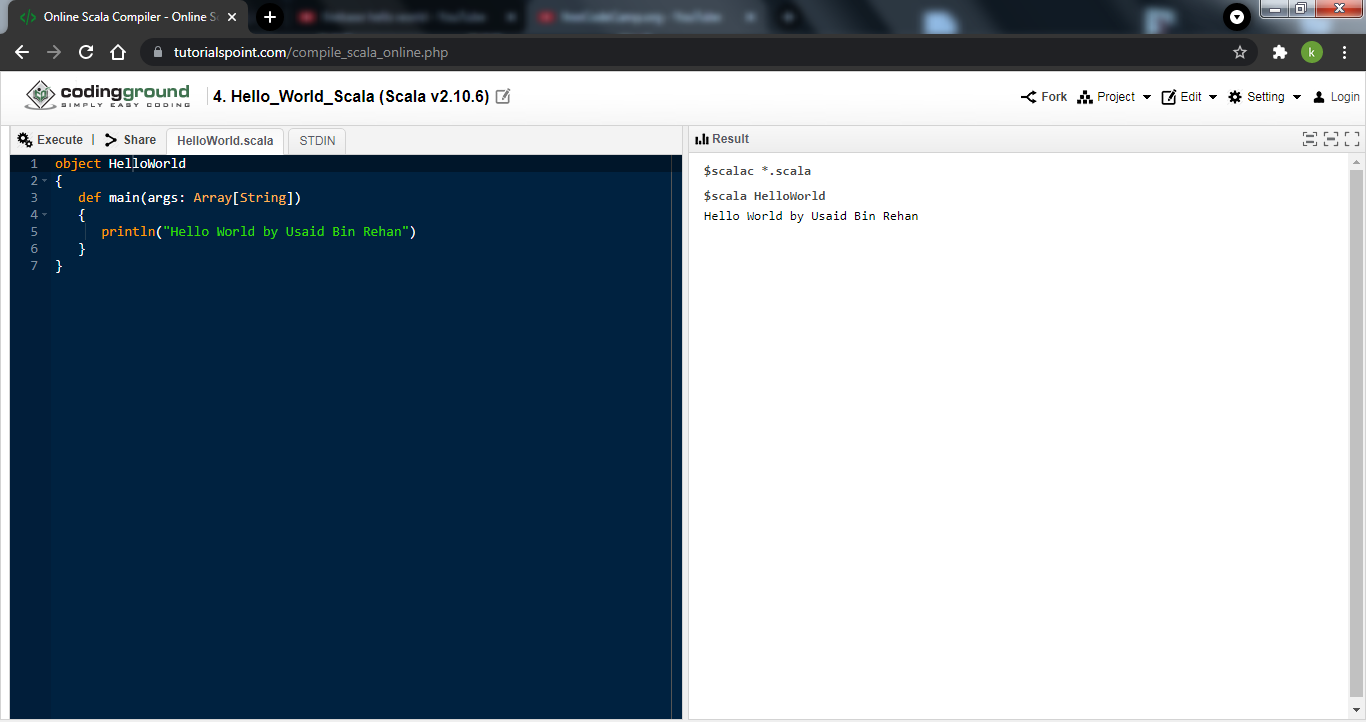 Online Scala Compiler - Online S
tutorialspoint.com/compile_scala_online.php
k
codingground
SIMPLY EASY CODING
4. Hello_World_Scala (Scala v2.10.6)
Fork Project Edit Setting Login
Execute | Share HelloWorld.scala STDIN
Result
1 object HelloWorld
2 {
3 def main(args: Array[String])
4 {
5 println("Hello World by Usaid Bin Rehan")
6 }
7 }
$scalac *.scala
$scala HelloWorld
Hello World by Usaid Bin Rehan